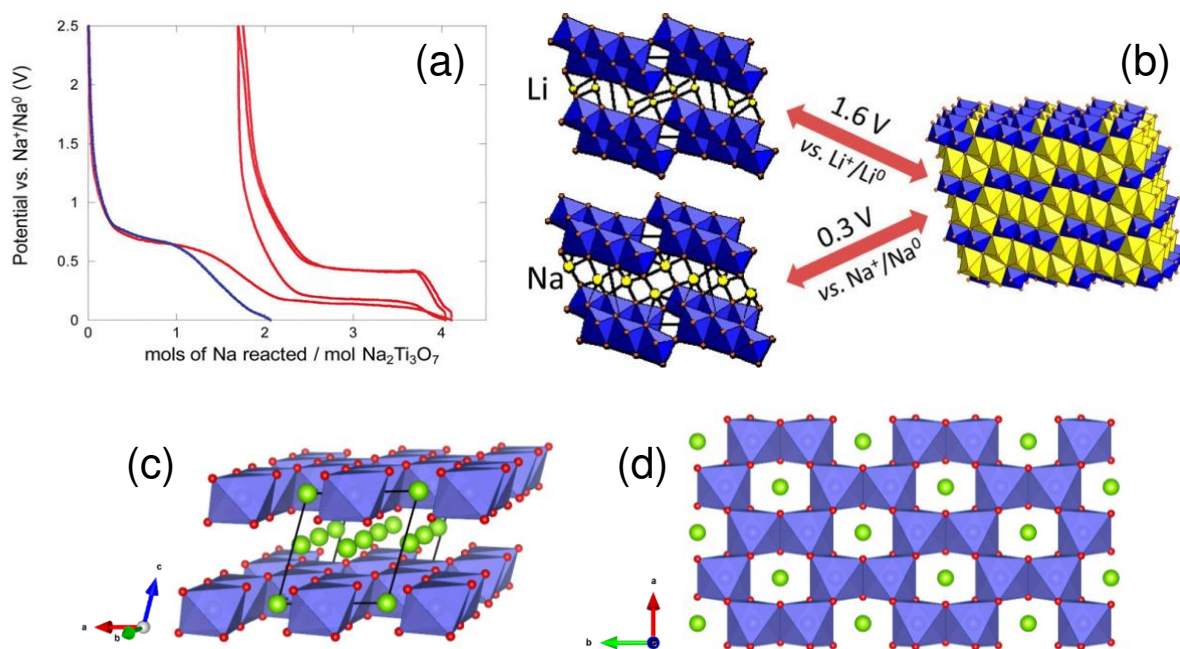 (a)
2.5
2
1.5
1
0.5
0
Potential vs. Na⁺/Na⁰ (V)
0 1 2 3 4
mols of Na reacted / mol Na₂Ti₃O₇
(b)
Li
1.6 V
vs. Li⁺/Li⁰
Na
0.3 V
vs. Na⁺/Na⁰
(c)
c
a
b
(d)
a
b
c